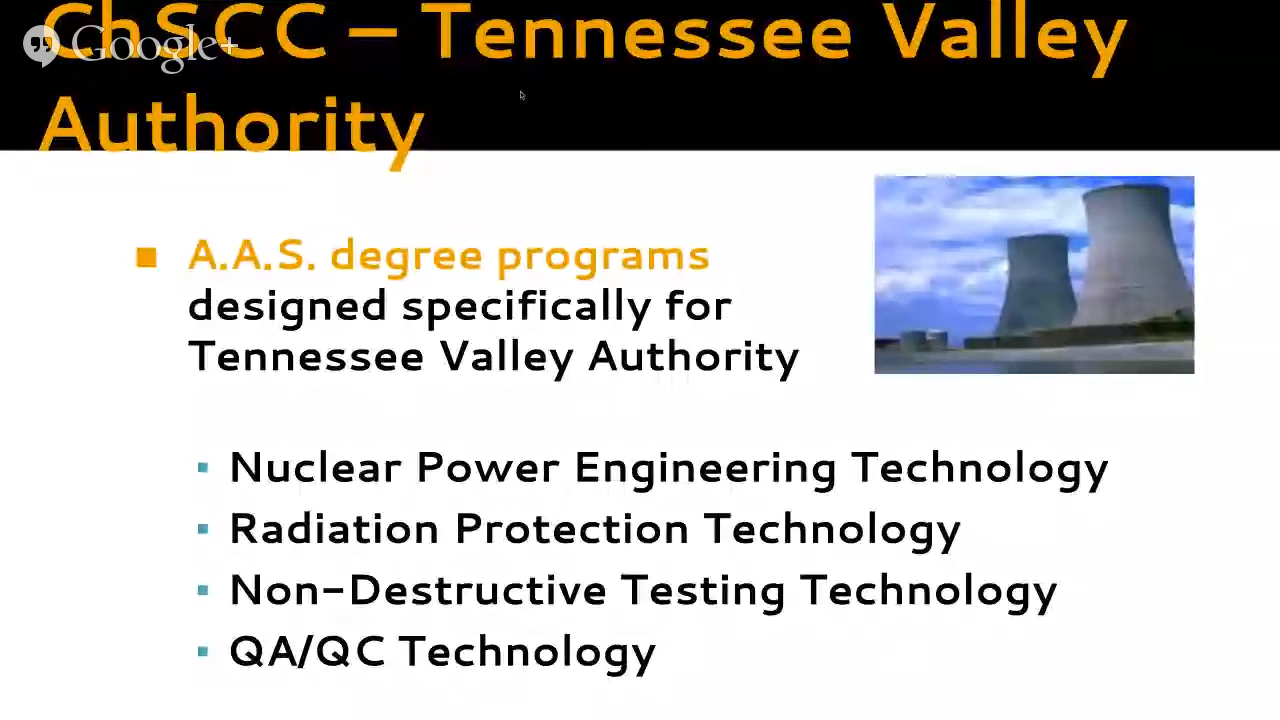 ChSCC – Tennessee Valley
Google+
Authority
A.A.S. degree programs
designed specifically for
Tennessee Valley Authority
Nuclear Power Engineering Technology
Radiation Protection Technology
Non-Destructive Testing Technology
QA/QC Technology